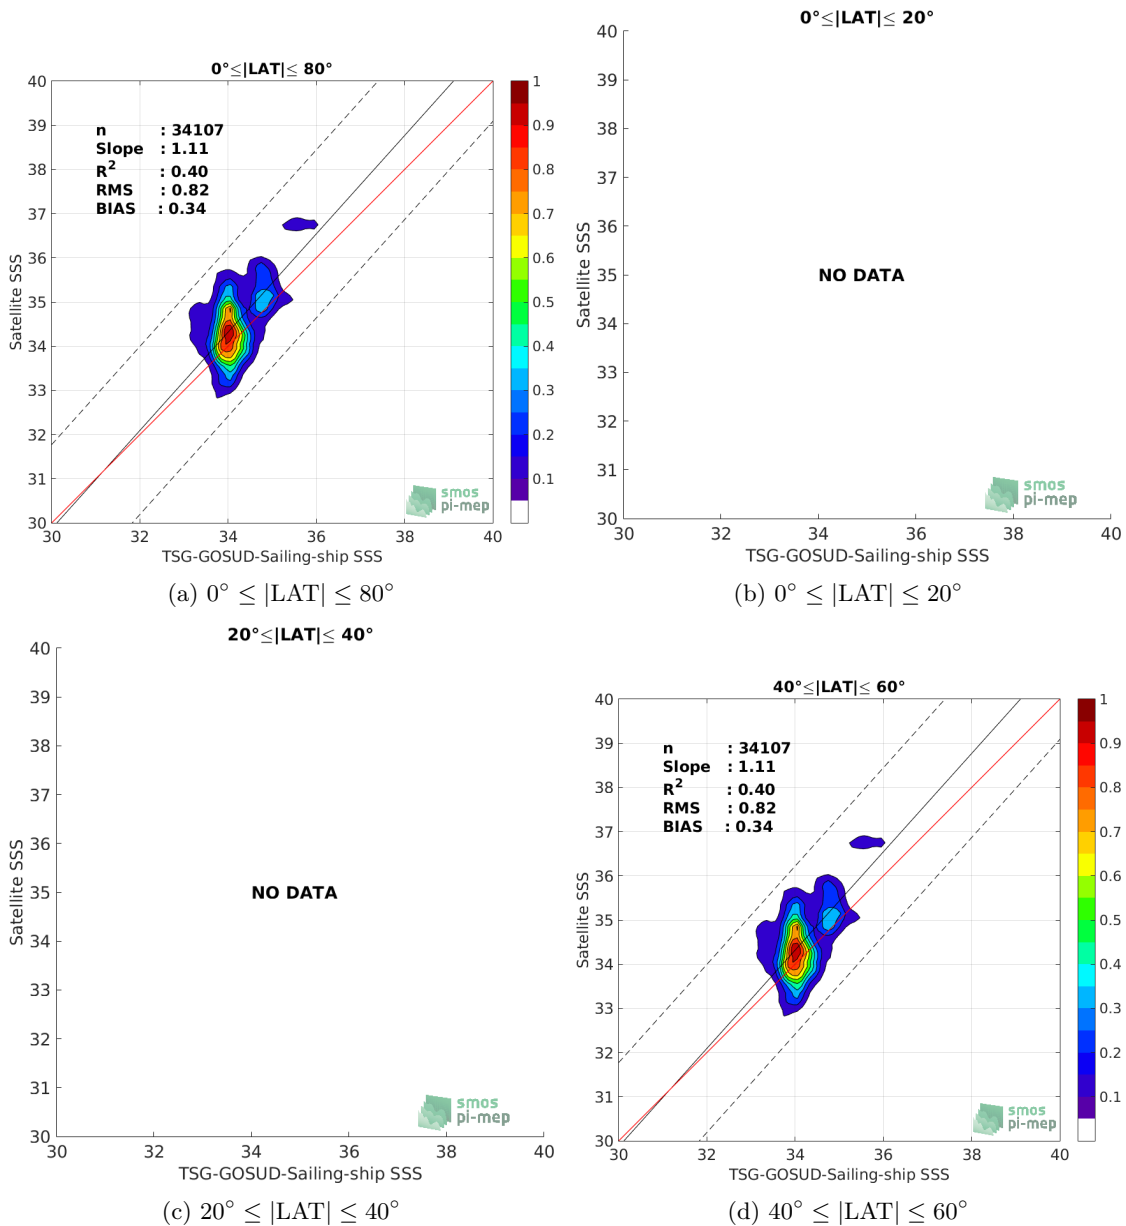 0°≤|LAT|≤ 80°
40
39
38
37
36
35
34
33
32
31
30
Satellite SSS
n : 34107
Slope : 1.11
R² : 0.40
RMS : 0.82
BIAS : 0.34
smos
pi-mep
30 32 34 36 38 40
TSG-GOSUD-Sailing-ship SSS
1
0.9
0.8
0.7
0.6
0.5
0.4
0.3
0.2
0.1
(a) 0° ≤ |LAT| ≤ 80°
0°≤|LAT|≤ 20°
40
39
38
37
36
35
34
33
32
31
30
Satellite SSS
NO DATA
smos
pi-mep
30 32 34 36 38 40
TSG-GOSUD-Sailing-ship SSS
(b) 0° ≤ |LAT| ≤ 20°
20°≤|LAT|≤ 40°
40
39
38
37
36
35
34
33
32
31
30
Satellite SSS
NO DATA
smos
pi-mep
30 32 34 36 38 40
TSG-GOSUD-Sailing-ship SSS
(c) 20° ≤ |LAT| ≤ 40°
40°≤|LAT|≤ 60°
40
39
38
37
36
35
34
33
32
31
30
Satellite SSS
n : 34107
Slope : 1.11
R² : 0.40
RMS : 0.82
BIAS : 0.34
smos
pi-mep
30 32 34 36 38 40
TSG-GOSUD-Sailing-ship SSS
1
0.9
0.8
0.7
0.6
0.5
0.4
0.3
0.2
0.1
(d) 40° ≤ |LAT| ≤ 60°